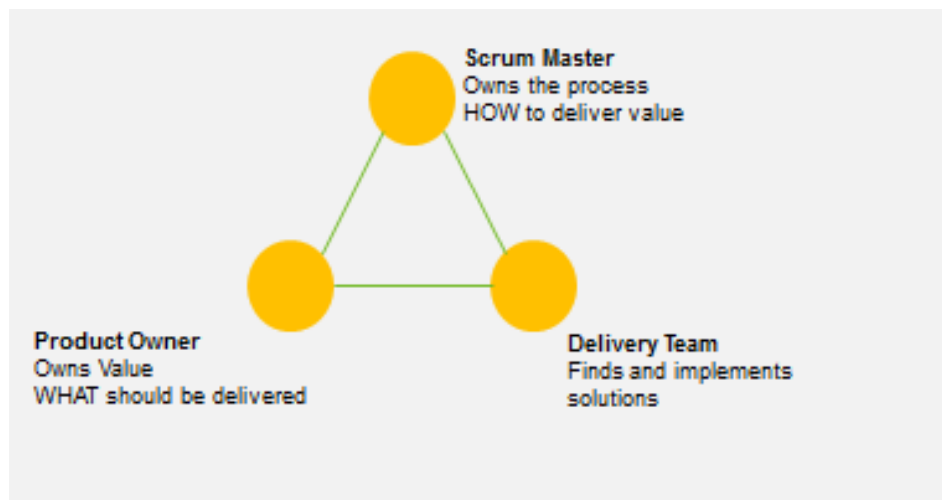 Scrum Master
Owns the process
HOW to deliver value
Product Owner
Owns Value
WHAT should be delivered
Delivery Team
Finds and implements
solutions